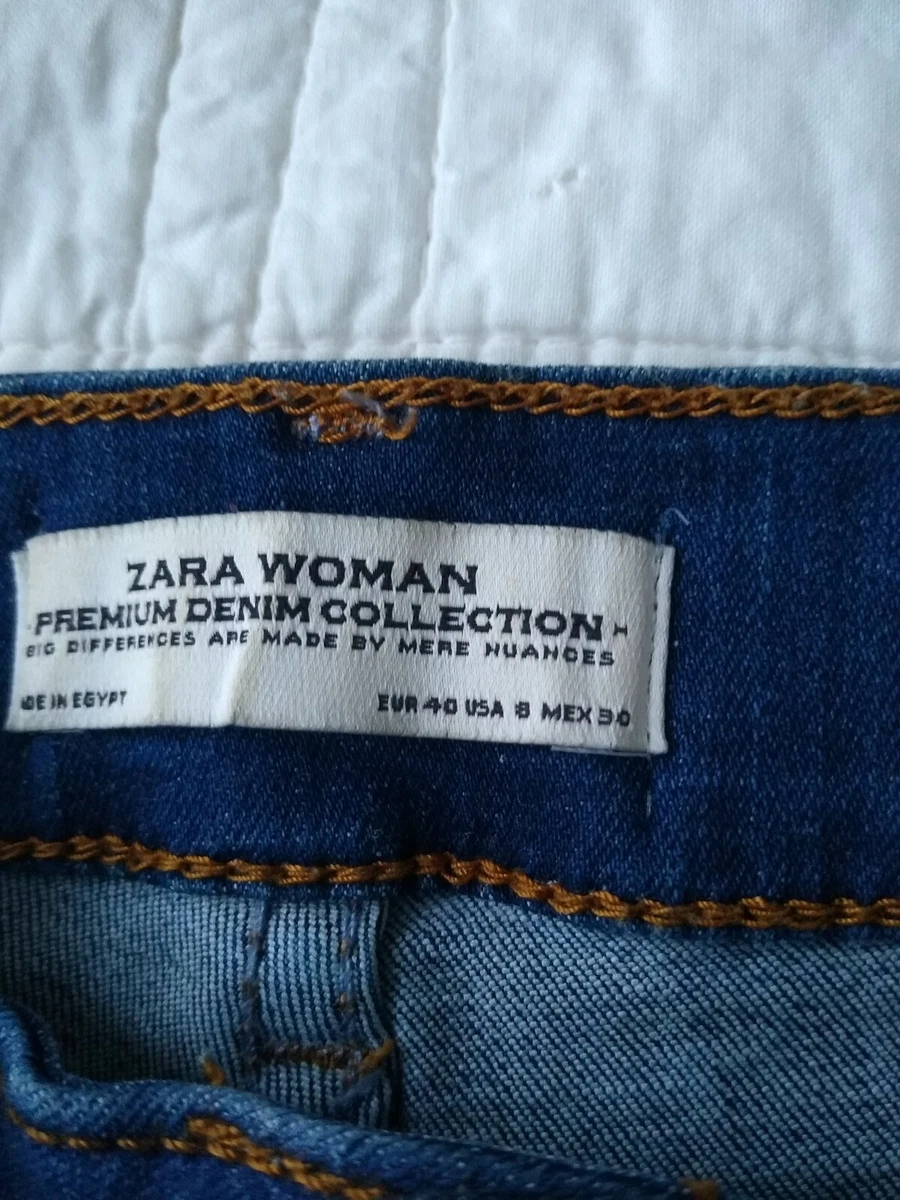 ZARA WOMAN
PREMIUM DENIM COLLECTION
BIG DIFFERENCES ARE MADE BY MERE NUANCES
DE IN EGYPT EUR 40 USA 8 MEX 30